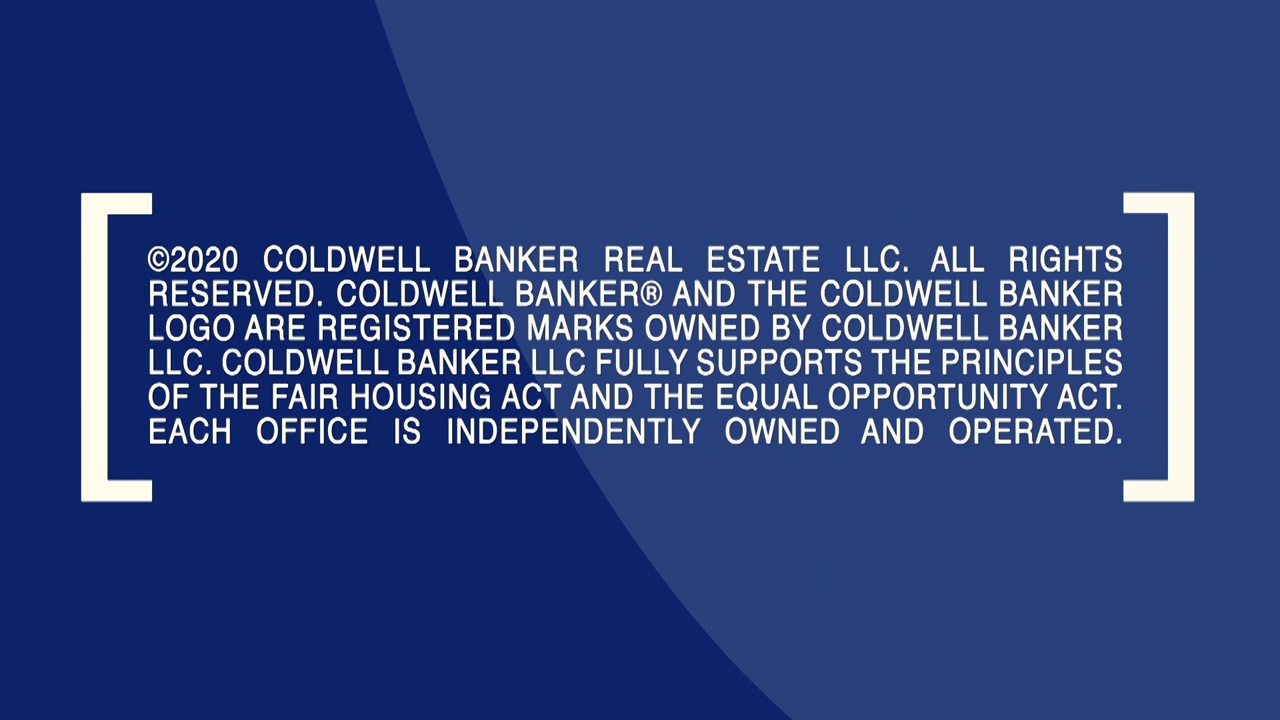 ©2020 COLDWELL BANKER REAL ESTATE LLC. ALL RIGHTS
RESERVED. COLDWELL BANKER® AND THE COLDWELL BANKER
LOGO ARE REGISTERED MARKS OWNED BY COLDWELL BANKER
LLC. COLDWELL BANKER LLC FULLY SUPPORTS THE PRINCIPLES
OF THE FAIR HOUSING ACT AND THE EQUAL OPPORTUNITY ACT.
EACH OFFICE IS INDEPENDENTLY OWNED AND OPERATED.